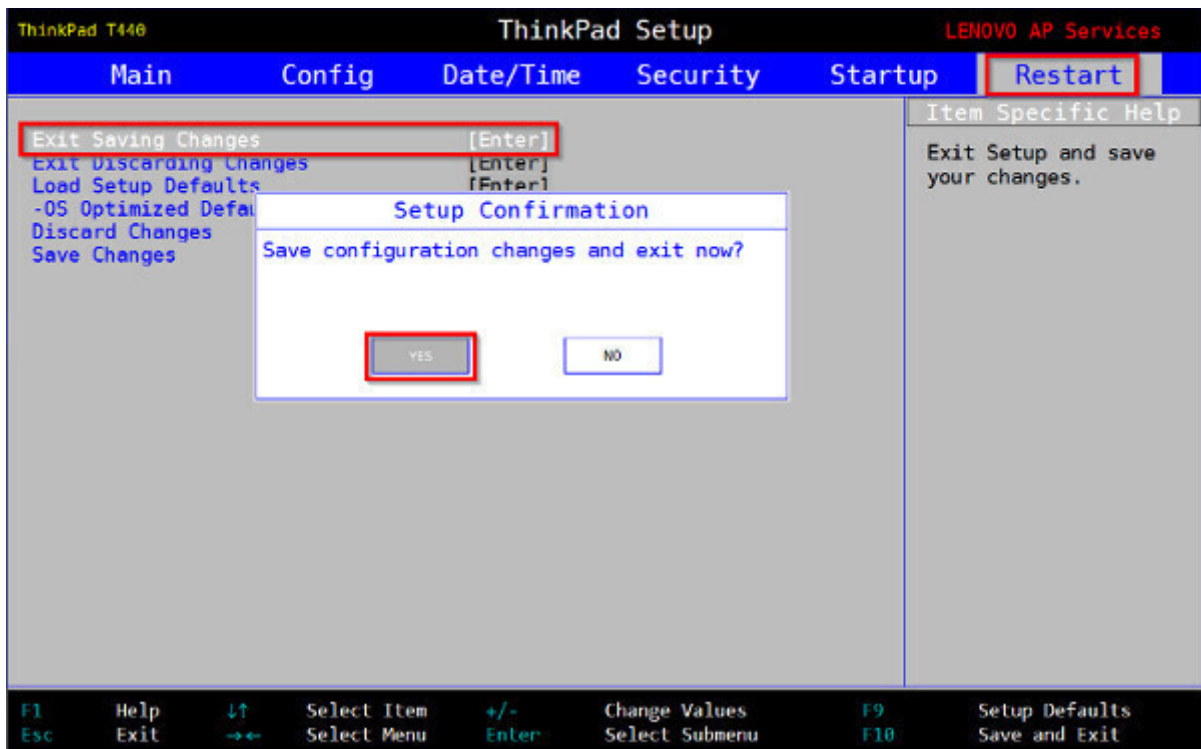 ThinkPad T440 ThinkPad Setup LENOVO AP Services
Main Config Date/Time Security Startup Restart
Item Specific Help
Exit Setup and save
your changes.
Exit Saving Changes [Enter]
Exit Discarding Changes [Enter]
Load Setup Defaults [Enter]
-OS Optimized Defau
Discard Changes
Save Changes
Setup Confirmation
Save configuration changes and exit now?
YES NO
F1 Help ↓↑ Select Item +/- Change Values F9 Setup Defaults
Esc Exit →← Select Menu Enter Select Submenu F10 Save and Exit